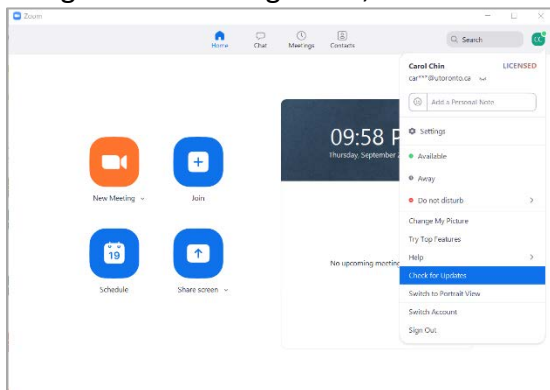 Zoom
Home Chat Meetings Contacts
Search
CC
Carol Chin LICENSED
car***@utoronto.ca
Add a Personal Note
Settings
Available
Away
Do not disturb
Change My Picture
Try Top Features
Help
Check for Updates
Switch to Portrait View
Switch Account
Sign Out
09:58 P
Thursday, September
No upcoming meeting
New Meeting
Join
19
Schedule
Share screen